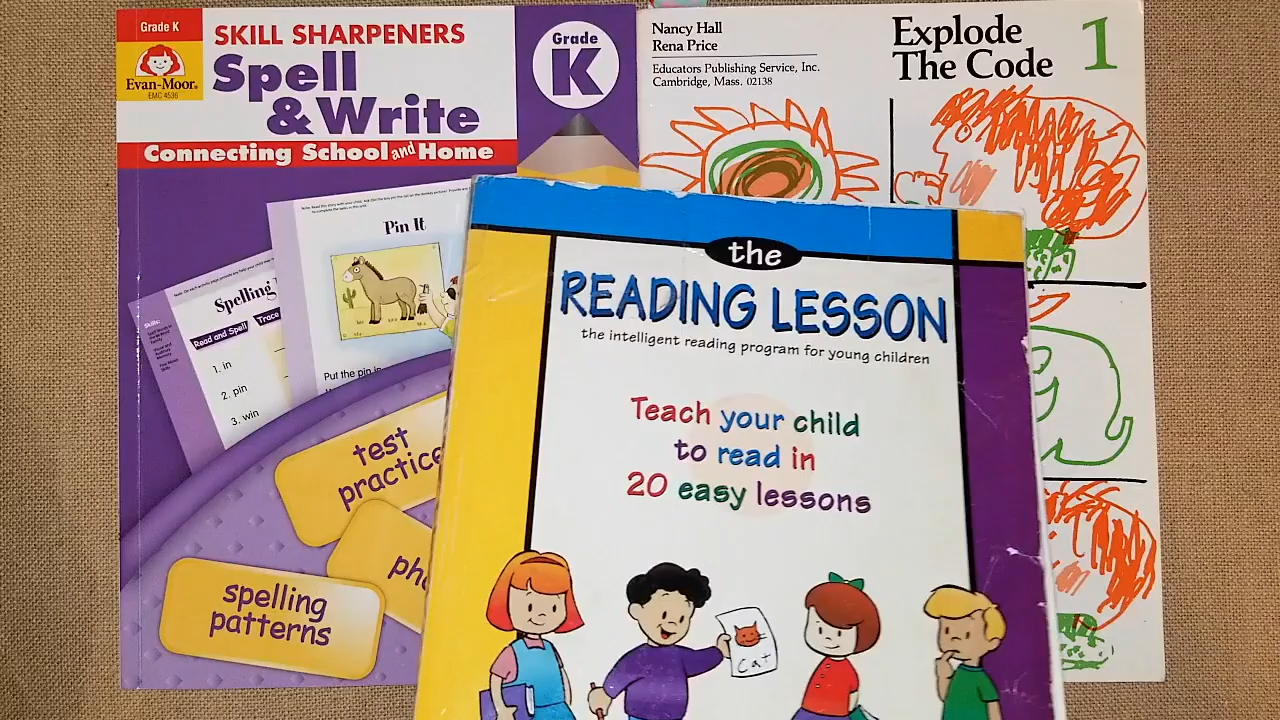 Grade K
Evan-Moor®
EMC 4536
SKILL SHARPENERS
Spell
& Write
Connecting School and Home
Grade
K
Pin It
Spelling
Skills:
Read and Spell
Trace
1. in
2. pin
3. win
Put the pin in
test
practice
spelling
patterns
Nancy Hall
Rena Price
Educators Publishing Service, Inc.
Cambridge, Mass. 02138
Explode
The Code
1
the
READING LESSON
the intelligent reading program for young children
Teach your child
to read in
20 easy lessons
Cat